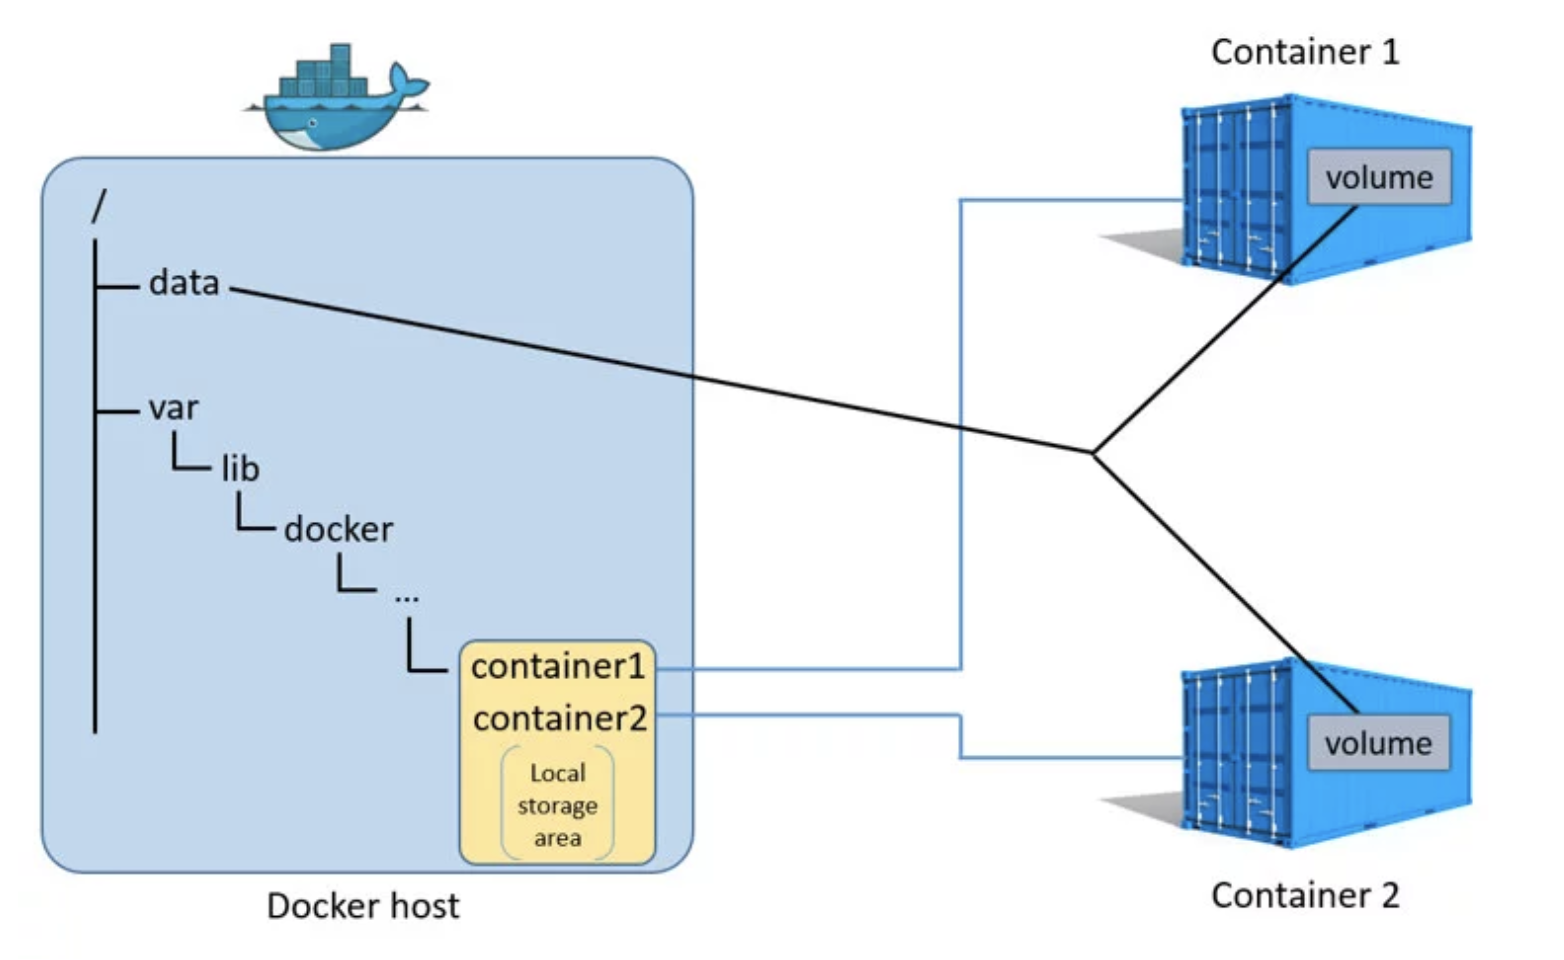 Container 1
volume
/
data
var
lib
docker
...
container1
container2
Local
storage
area
volume
Container 2
Docker host